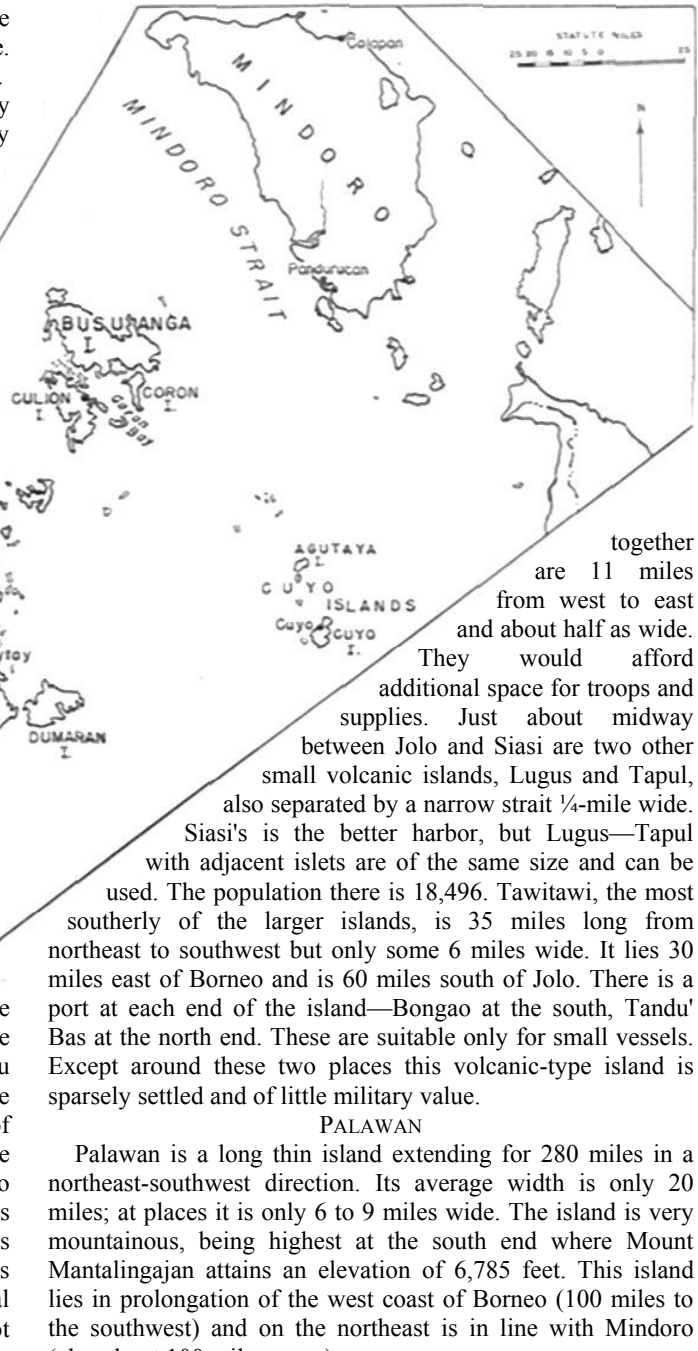 STATUTE MILES
25 20 15 10 5 0 25
N
Calapan
MINDORO
MINDORO STRAIT
Pandurucan
BUSUANGA
I.
CULION
I.
CORON
I.
Coron
Bay
AGUTAYA
I.
CUYO
ISLANDS
Cuyo
CUYO
I.
ytay
DUMARAN
I.
together
are 11 miles
from west to east
and about half as wide.
They would afford
additional space for troops and
supplies. Just about midway
between Jolo and Siasi are two other
small volcanic islands, Lugus and Tapul,
also separated by a narrow strait ¼-mile wide.
Siasi's is the better harbor, but Lugus—Tapul
with adjacent islets are of the same size and can be
used. The population there is 18,496. Tawitawi, the most
southerly of the larger islands, is 35 miles long from
northeast to southwest but only some 6 miles wide. It lies 30
miles east of Borneo and is 60 miles south of Jolo. There is a
port at each end of the island—Bongao at the south, Tandu'
Bas at the north end. These are suitable only for small vessels.
Except around these two places this volcanic-type island is
sparsely settled and of little military value.
PALAWAN
Palawan is a long thin island extending for 280 miles in a
northeast-southwest direction. Its average width is only 20
miles; at places it is only 6 to 9 miles wide. The island is very
mountainous, being highest at the south end where Mount
Mantalingajan attains an elevation of 6,785 feet. This island
lies in prolongation of the west coast of Borneo (100 miles to
the southwest) and on the northeast is in line with Mindoro